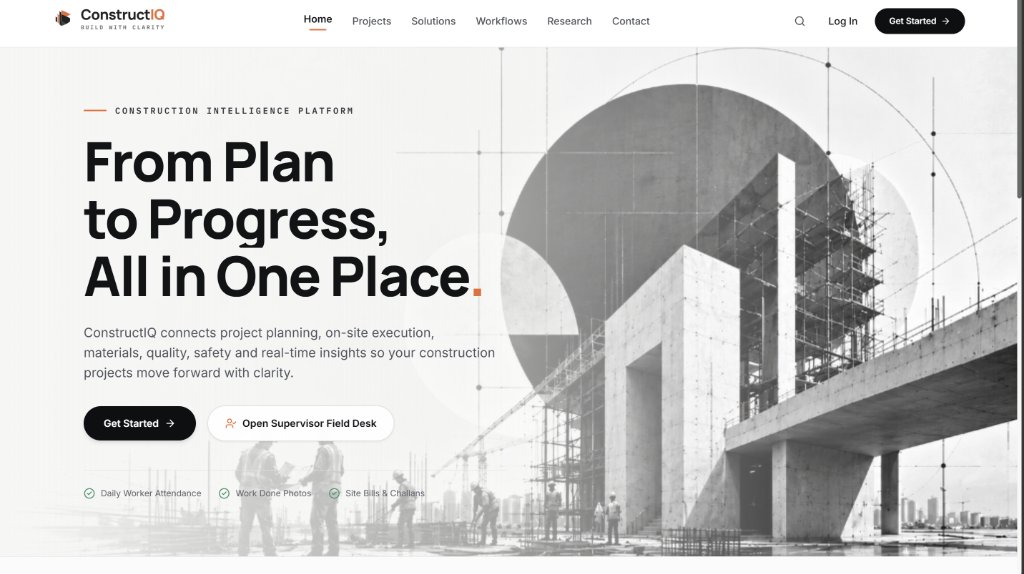 ConstructIQ
BUILD WITH CLARITY
Home
Projects
Solutions
Workflows
Research
Contact
Log In
Get Started
CONSTRUCTION INTELLIGENCE PLATFORM
From Plan
to Progress,
All in One Place.
ConstructIQ connects project planning, on-site execution,
materials, quality, safety and real-time insights so your construction
projects move forward with clarity.
Get Started
Open Supervisor Field Desk
Daily Worker Attendance
Work Done Photos
Site Bills & Challans